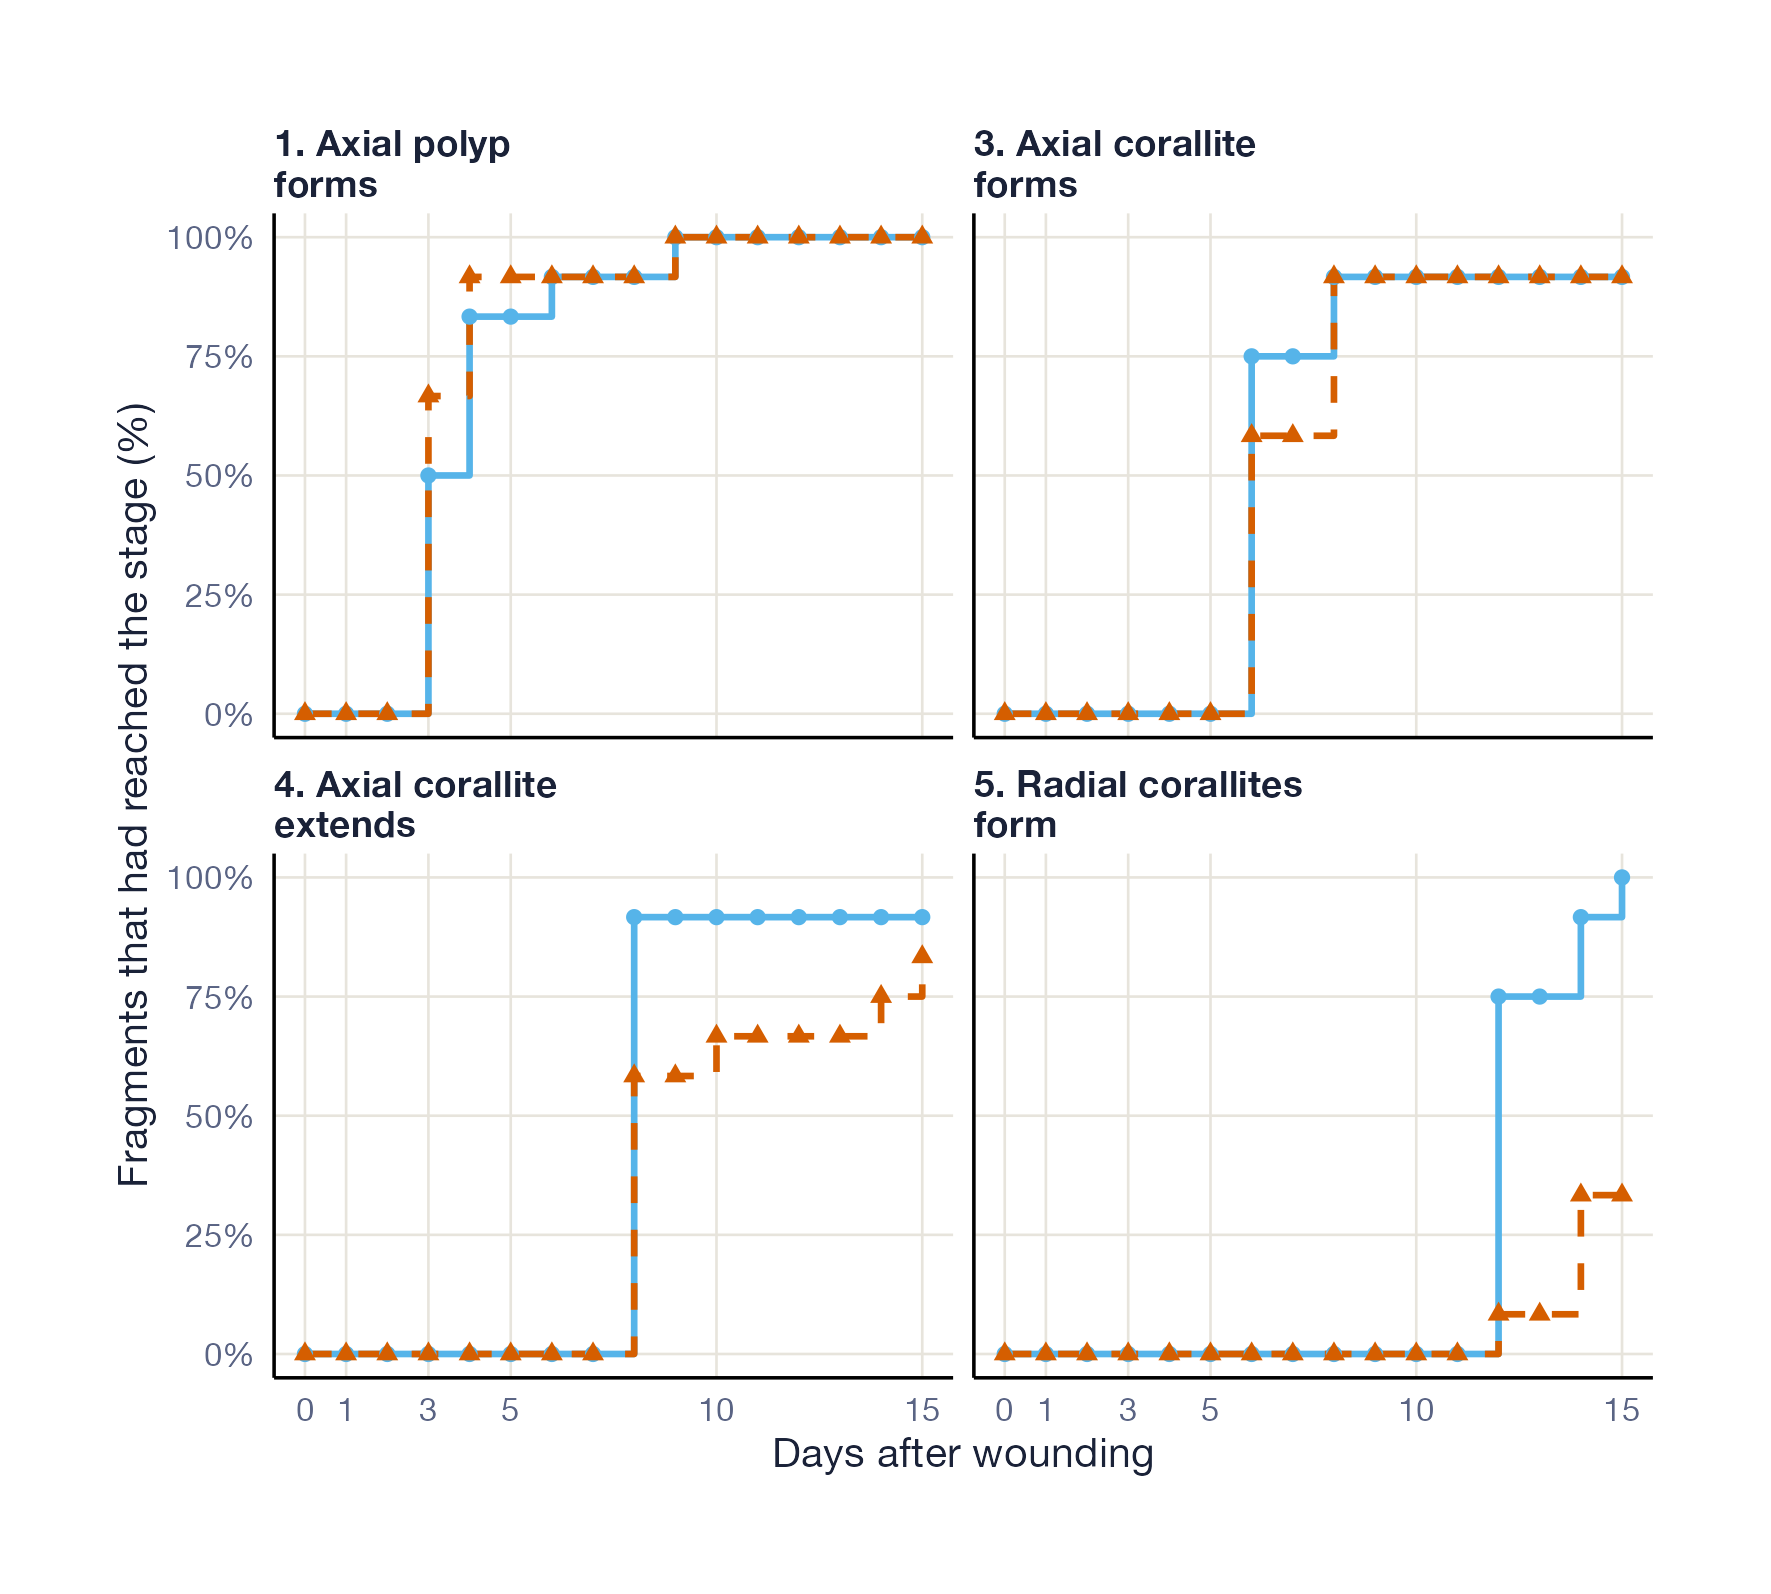 1. Axial polyp
forms
3. Axial corallite
forms
100%
75%
50%
25%
0%
4. Axial corallite
extends
5. Radial corallites
form
100%
75%
50%
25%
0%
0 1 3 5 10 15
0 1 3 5 10 15
Days after wounding
Fragments that had reached the stage (%)